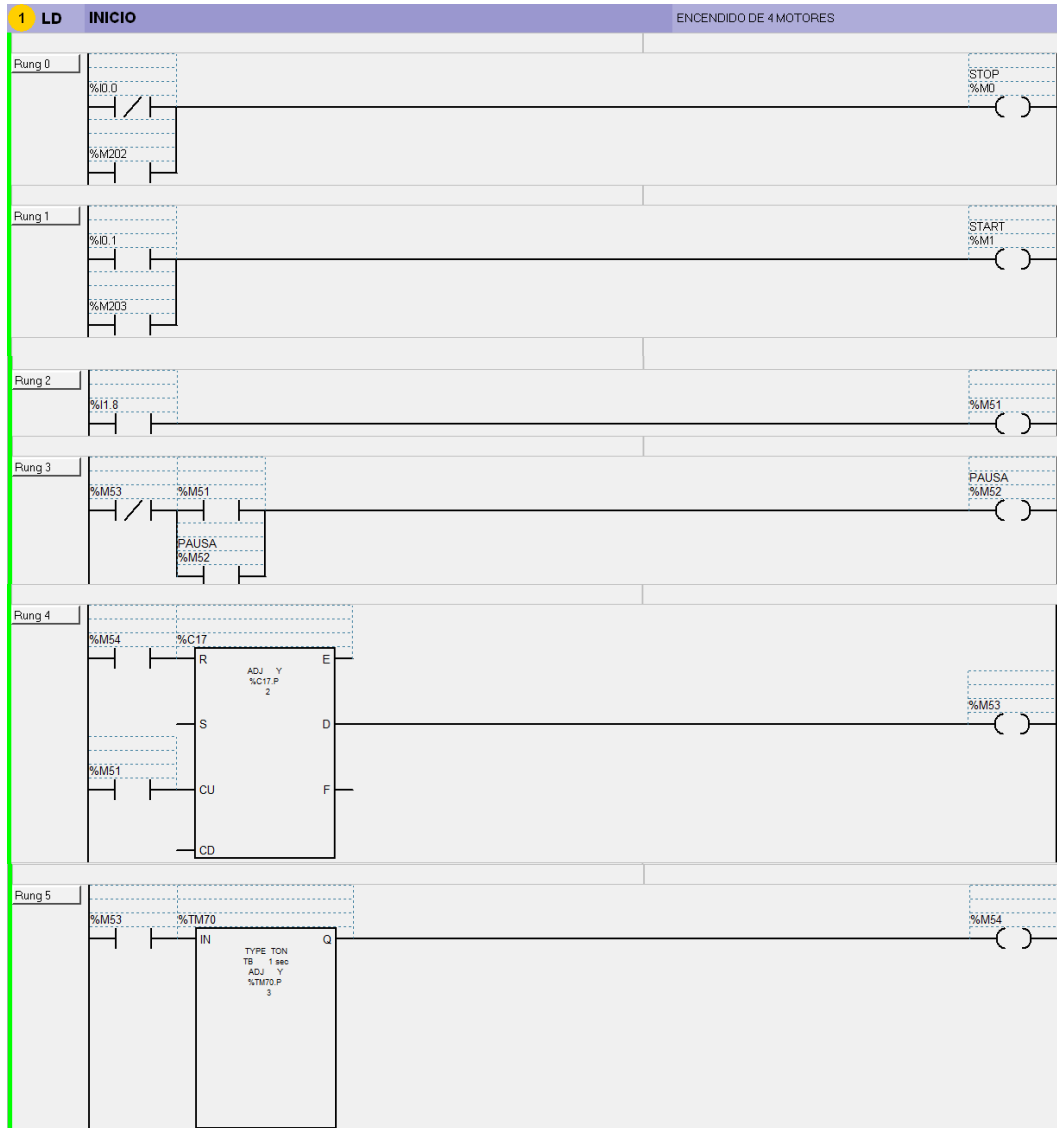 1 LD INICIO ENCENDIDO DE 4 MOTORES
Rung 0
%I0.0
STOP
%M0
%M202
Rung 1
%I0.1
START
%M1
%M203
Rung 2
%I1.8
%M51
Rung 3
%M53 %M51
PAUSA
%M52
PAUSA
%M52
Rung 4
%M54 %C17
R E
ADJ Y
%C17.P
2
%M53
S D
%M51
CU F
CD
Rung 5
%M53 %TM70
%M54
IN Q
TYPE TON
TB 1 sec
ADJ Y
%TM70.P
3